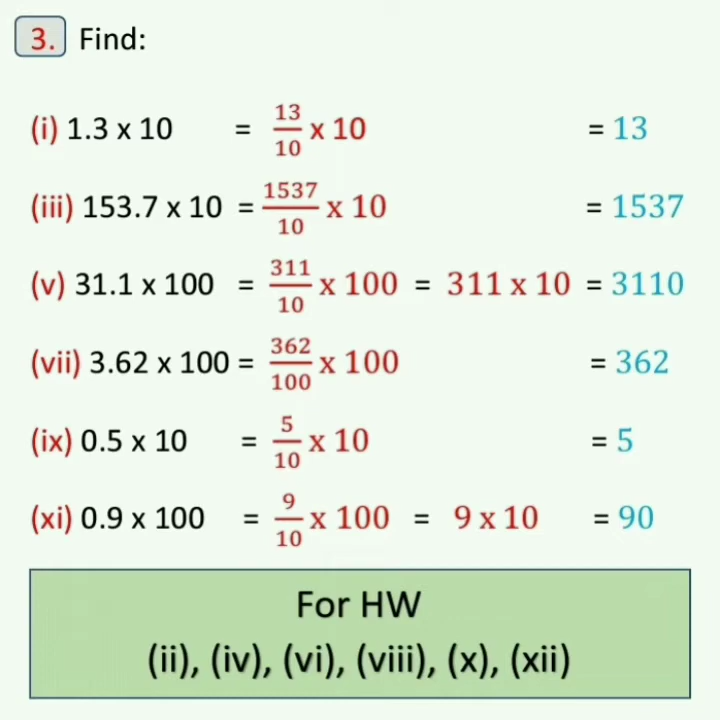 3. Find:
(i) 1.3 x 10 = 13/10 x 10 = 13
(iii) 153.7 x 10 = 1537/10 x 10 = 1537
(v) 31.1 x 100 = 311/10 x 100 = 311 x 10 = 3110
(vii) 3.62 x 100 = 362/100 x 100 = 362
(ix) 0.5 x 10 = 5/10 x 10 = 5
(xi) 0.9 x 100 = 9/10 x 100 = 9 x 10 = 90
For HW
(ii), (iv), (vi), (viii), (x), (xii)